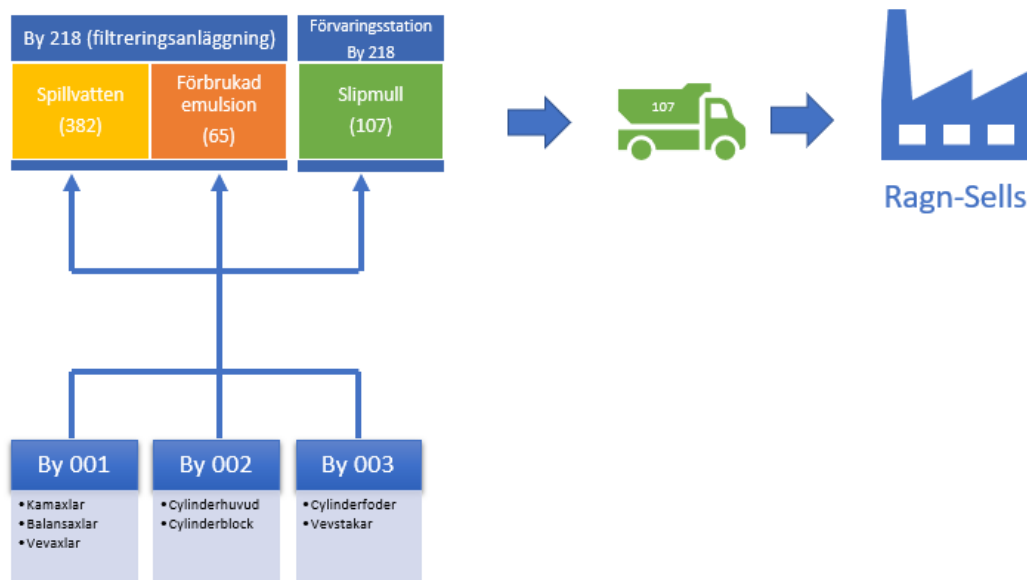 By 218 (filtreringsanläggning)
Förvaringsstation
By 218
Spillvatten
(382)
Förbrukad
emulsion
(65)
Slipmull
(107)
107
Ragn-Sells
By 001
•Kamaxlar
•Balansaxlar
•Vevaxlar
By 002
•Cylinderhuvud
•Cylinderblock
By 003
•Cylinderfoder
•Vevstakar